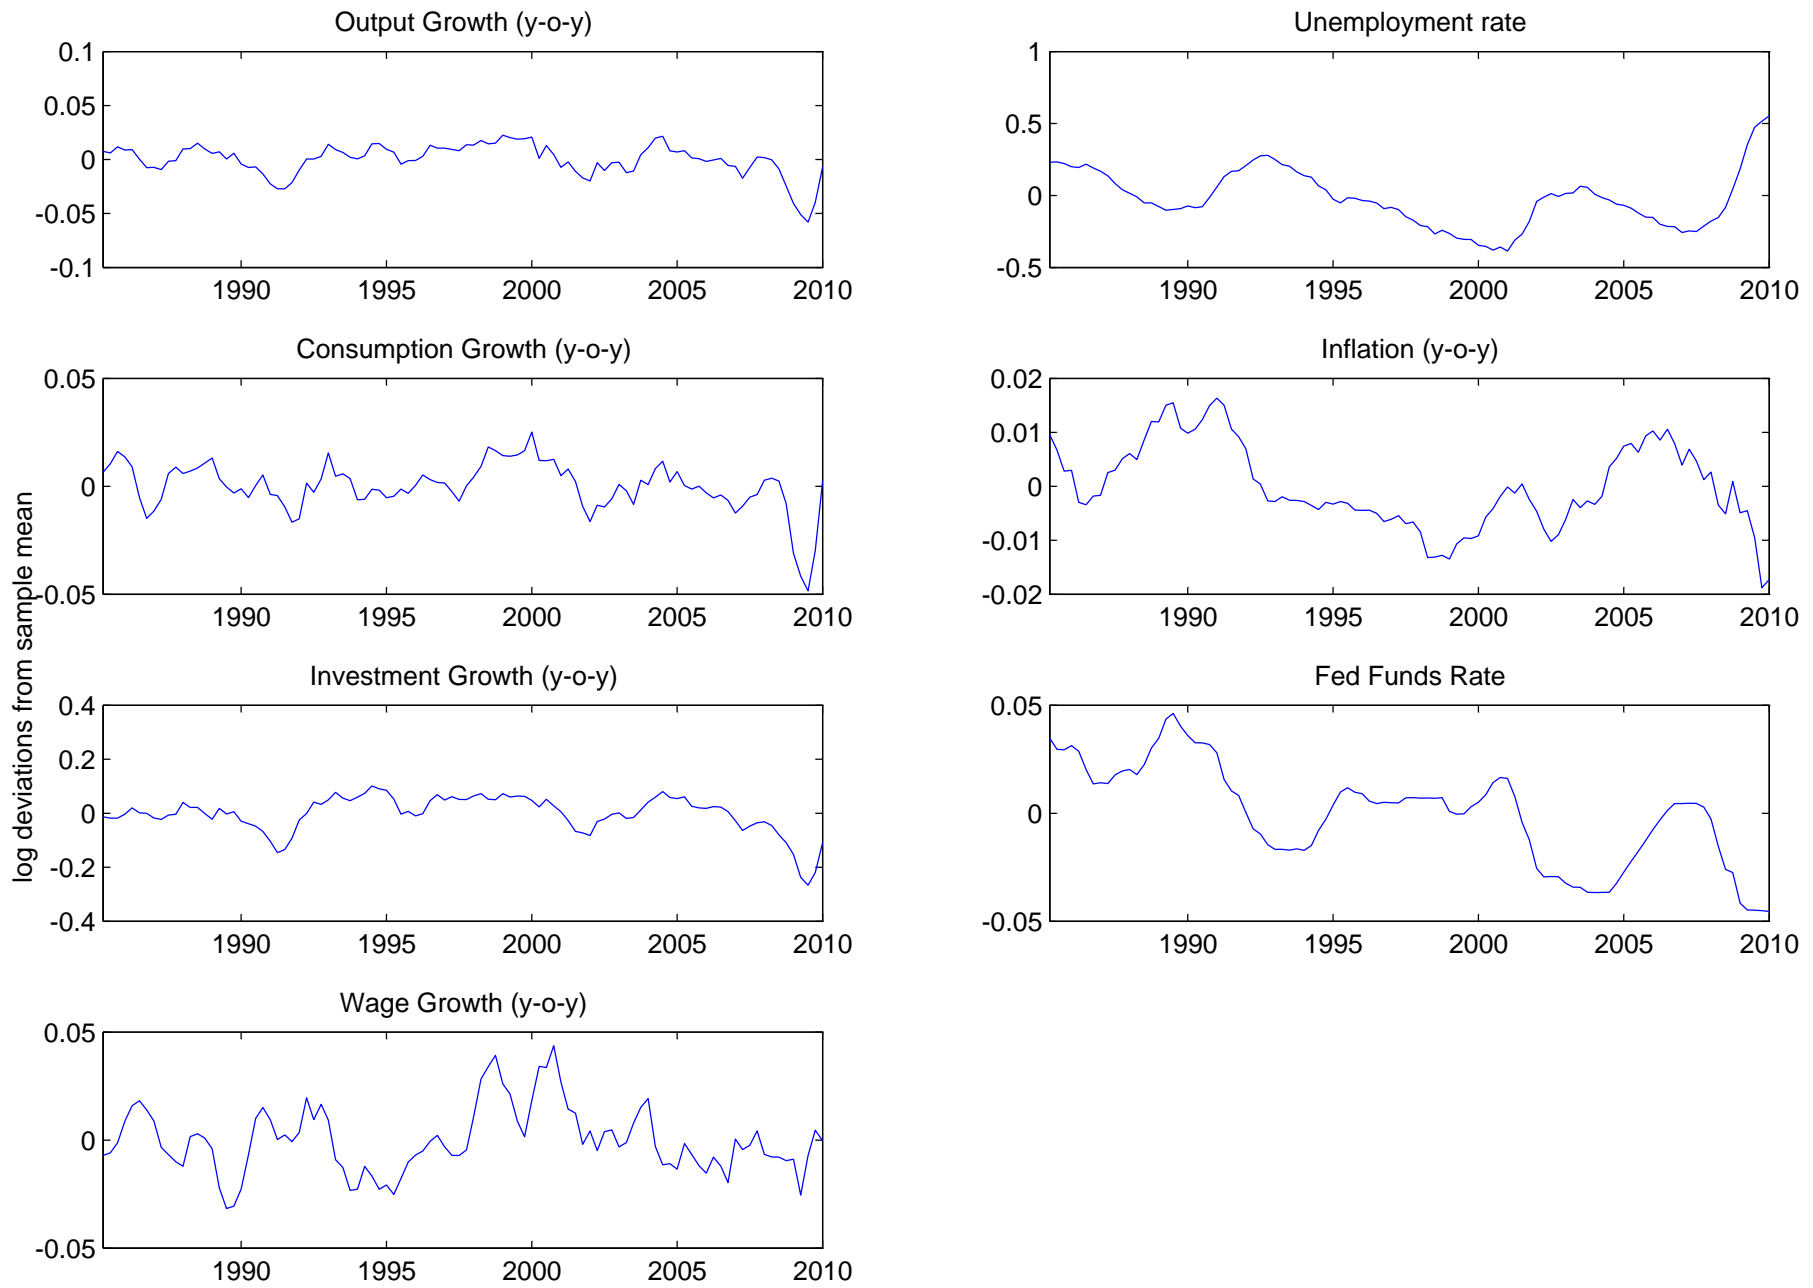 Output Growth (y-o-y)
0.1
0.05
0
-0.05
-0.1
1990 1995 2000 2005 2010
Unemployment rate
1
0.5
0
-0.5
1990 1995 2000 2005 2010
Consumption Growth (y-o-y)
0.05
0
-0.05
1990 1995 2000 2005 2010
Inflation (y-o-y)
0.02
0.01
0
-0.01
-0.02
1990 1995 2000 2005 2010
log deviations from sample mean
Investment Growth (y-o-y)
0.4
0.2
0
-0.2
-0.4
1990 1995 2000 2005 2010
Fed Funds Rate
0.05
0
-0.05
1990 1995 2000 2005 2010
Wage Growth (y-o-y)
0.05
0
-0.05
1990 1995 2000 2005 2010